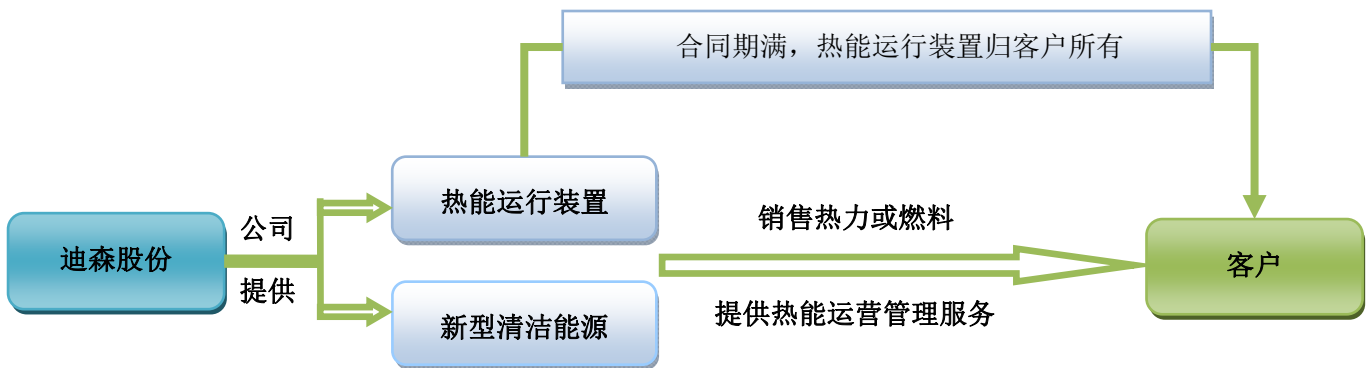 合同期满，热能运行装置归客户所有
热能运行装置
迪森股份
公司
提供
新型清洁能源
销售热力或燃料
提供热能运营管理服务
客户